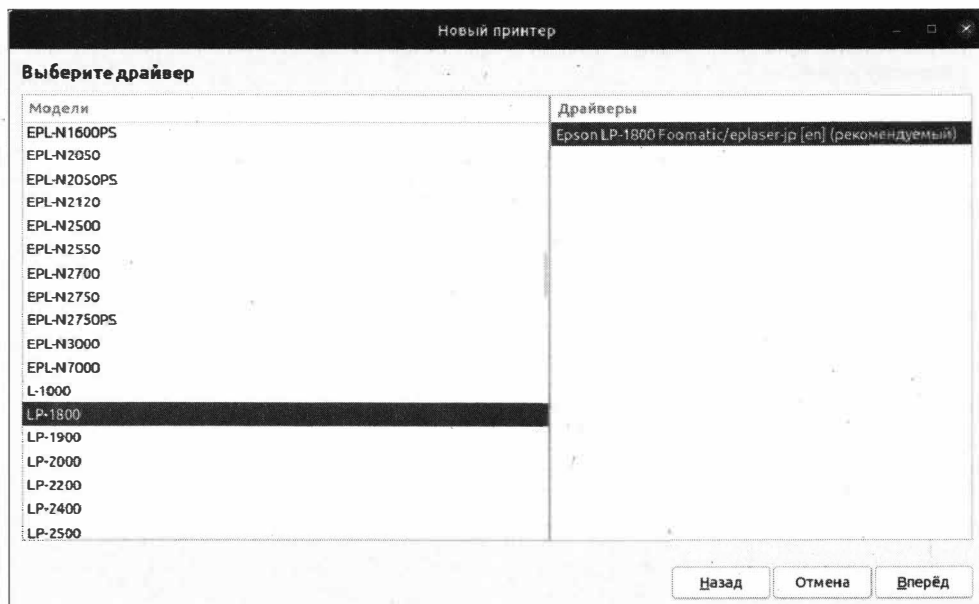 Новый принтер
Выберите драйвер
Модели
EPL-N1600PS
EPL-N2050
EPL-N2050PS
EPL-N2120
EPL-N2500
EPL-N2550
EPL-N2700
EPL-N2750
EPL-N2750PS
EPL-N3000
EPL-N7000
L-1000
LP-1800
LP-1900
LP-2000
LP-2200
LP-2400
LP-2500
Драйверы
Epson LP-1800 Foomatic/eplaser-jp [en] (рекомендуемый)
Назад
Отмена
Вперёд